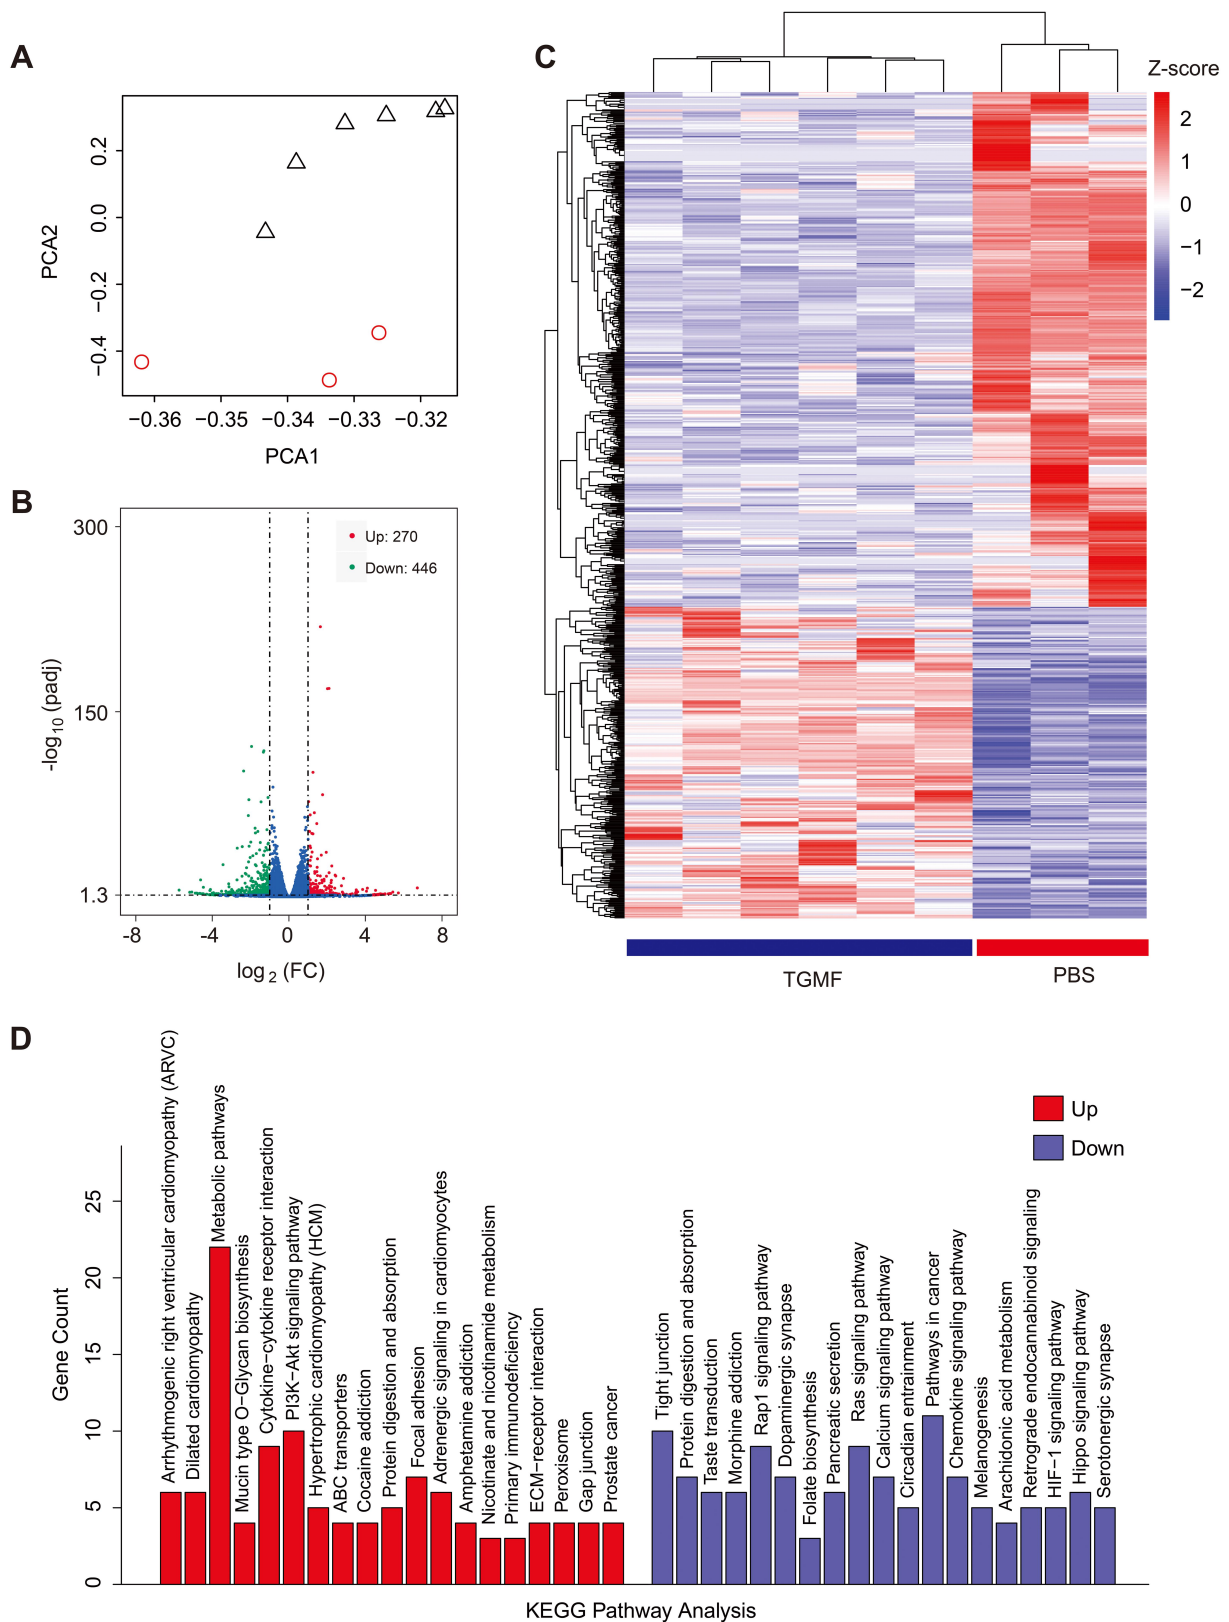 A
PCA2
0.2
0.0
−0.2
−0.4
−0.36
−0.35
−0.34
−0.33
−0.32
PCA1
B
-log10 (padj)
300
150
1.3
Up: 270
Down: 446
-8
-4
0
4
8
log2 (FC)
C
Z-score
2
1
0
−1
−2
TGMF
PBS
D
Gene Count
25
20
15
10
5
0
Arrhythmogenic right ventricular cardiomyopathy (ARVC)
Dilated cardiomyopathy
Metabolic pathways
Mucin type O−Glycan biosynthesis
Cytokine−cytokine receptor interaction
PI3K−Akt signaling pathway
Hypertrophic cardiomyopathy (HCM)
ABC transporters
Cocaine addiction
Protein digestion and absorption
Focal adhesion
Adrenergic signaling in cardiomyocytes
Amphetamine addiction
Nicotinate and nicotinamide metabolism
Primary immunodeficiency
ECM−receptor interaction
Peroxisome
Gap junction
Prostate cancer
Tight junction
Protein digestion and absorption
Taste transduction
Morphine addiction
Rap1 signaling pathway
Dopaminergic synapse
Folate biosynthesis
Pancreatic secretion
Ras signaling pathway
Calcium signaling pathway
Circadian entrainment
Pathways in cancer
Chemokine signaling pathway
Melanogenesis
Arachidonic acid metabolism
Retrograde endocannabinoid signaling
HIF−1 signaling pathway
Hippo signaling pathway
Serotonergic synapse
Up
Down
KEGG Pathway Analysis